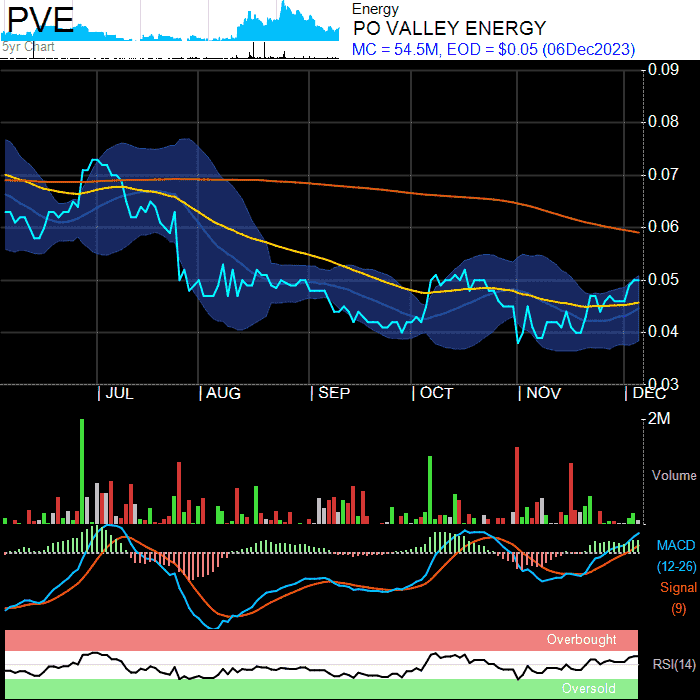 PVE
5yr Chart
Energy
PO VALLEY ENERGY
MC = 54.5M, EOD = $0.05 (06Dec2023)
0.09
0.08
0.07
0.06
0.05
0.04
0.03
| JUL | AUG | SEP | OCT | NOV | DEC
2M
Volume
MACD
(12-26)
Signal
(9)
Overbought
RSI(14)
Oversold